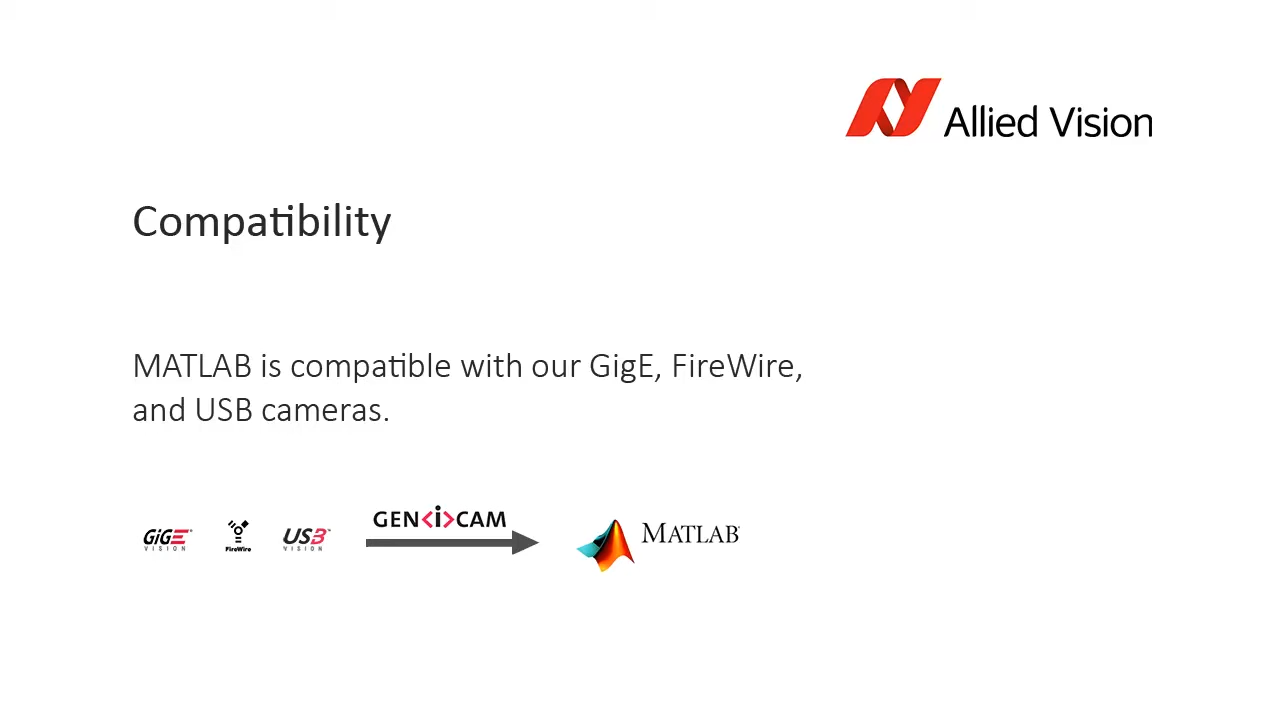 Allied Vision
Compatibility
MATLAB is compatible with our GigE, FireWire,
and USB cameras.
GEN<i>CAM
GiGE VISION FireWire USB3™ VISION MATLAB®